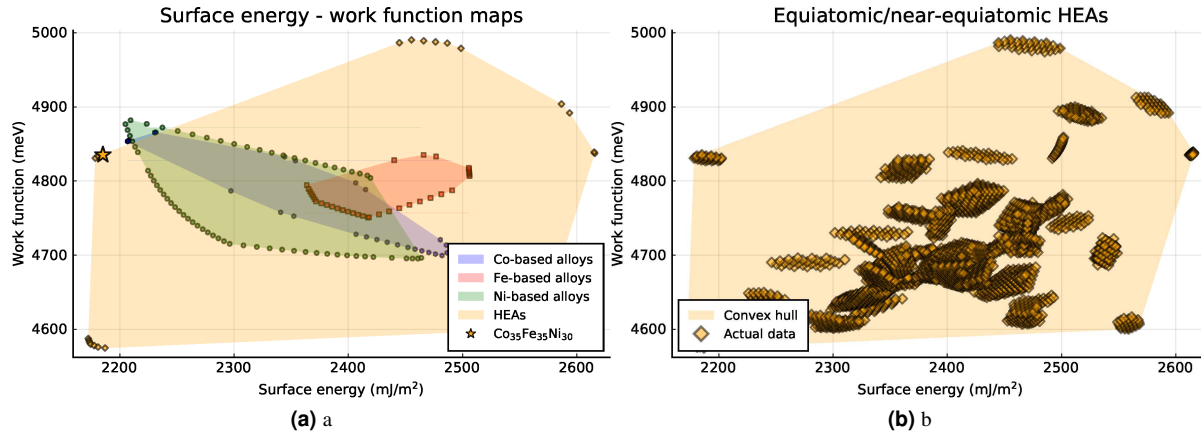 Surface energy - work function maps
5000
4900
4800
4700
4600
Work function (meV)
2200 2300 2400 2500 2600
Surface energy (mJ/m²)
Co-based alloys
Fe-based alloys
Ni-based alloys
HEAs
Co₃₅Fe₃₅Ni₃₀
(a) a
Equiatomic/near-equiatomic HEAs
5000
4900
4800
4700
4600
Work function (meV)
2200 2300 2400 2500 2600
Surface energy (mJ/m²)
Convex hull
Actual data
(b) b